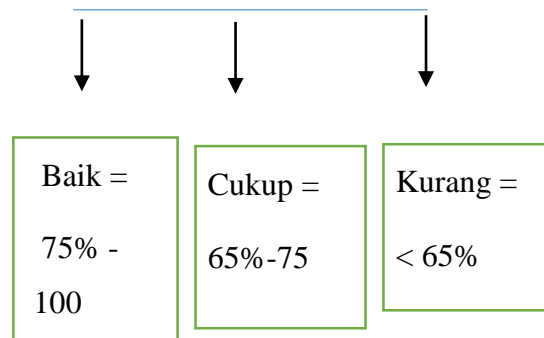 Baik =
75% -
100
Cukup =
65%-75
Kurang =
< 65%